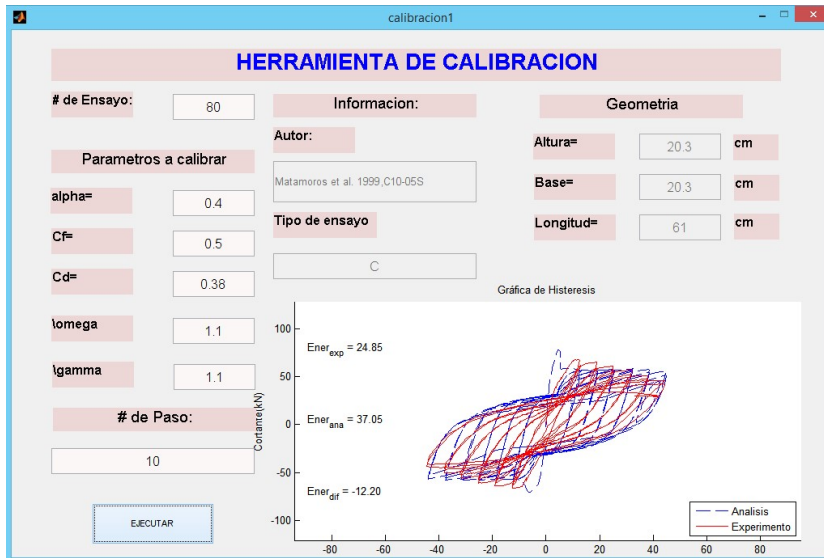 calibracion1
HERRAMIENTA DE CALIBRACION
# de Ensayo:
80
Parametros a calibrar
alpha=
0.4
Cf=
0.5
Cd=
0.38
\omega
1.1
\gamma
1.1
# de Paso:
10
EJECUTAR
Informacion:
Autor:
Matamoros et al. 1999,C10-05S
Tipo de ensayo
C
Geometria
Altura=
20.3
cm
Base=
20.3
cm
Longitud=
61
cm
Gráfica de Histeresis
Cortante(kN)
100
50
0
-50
-100
Ener_exp = 24.85
Ener_ana = 37.05
Ener_dif = -12.20
Analisis
Experimento
-80 -60 -40 -20 0 20 40 60 80